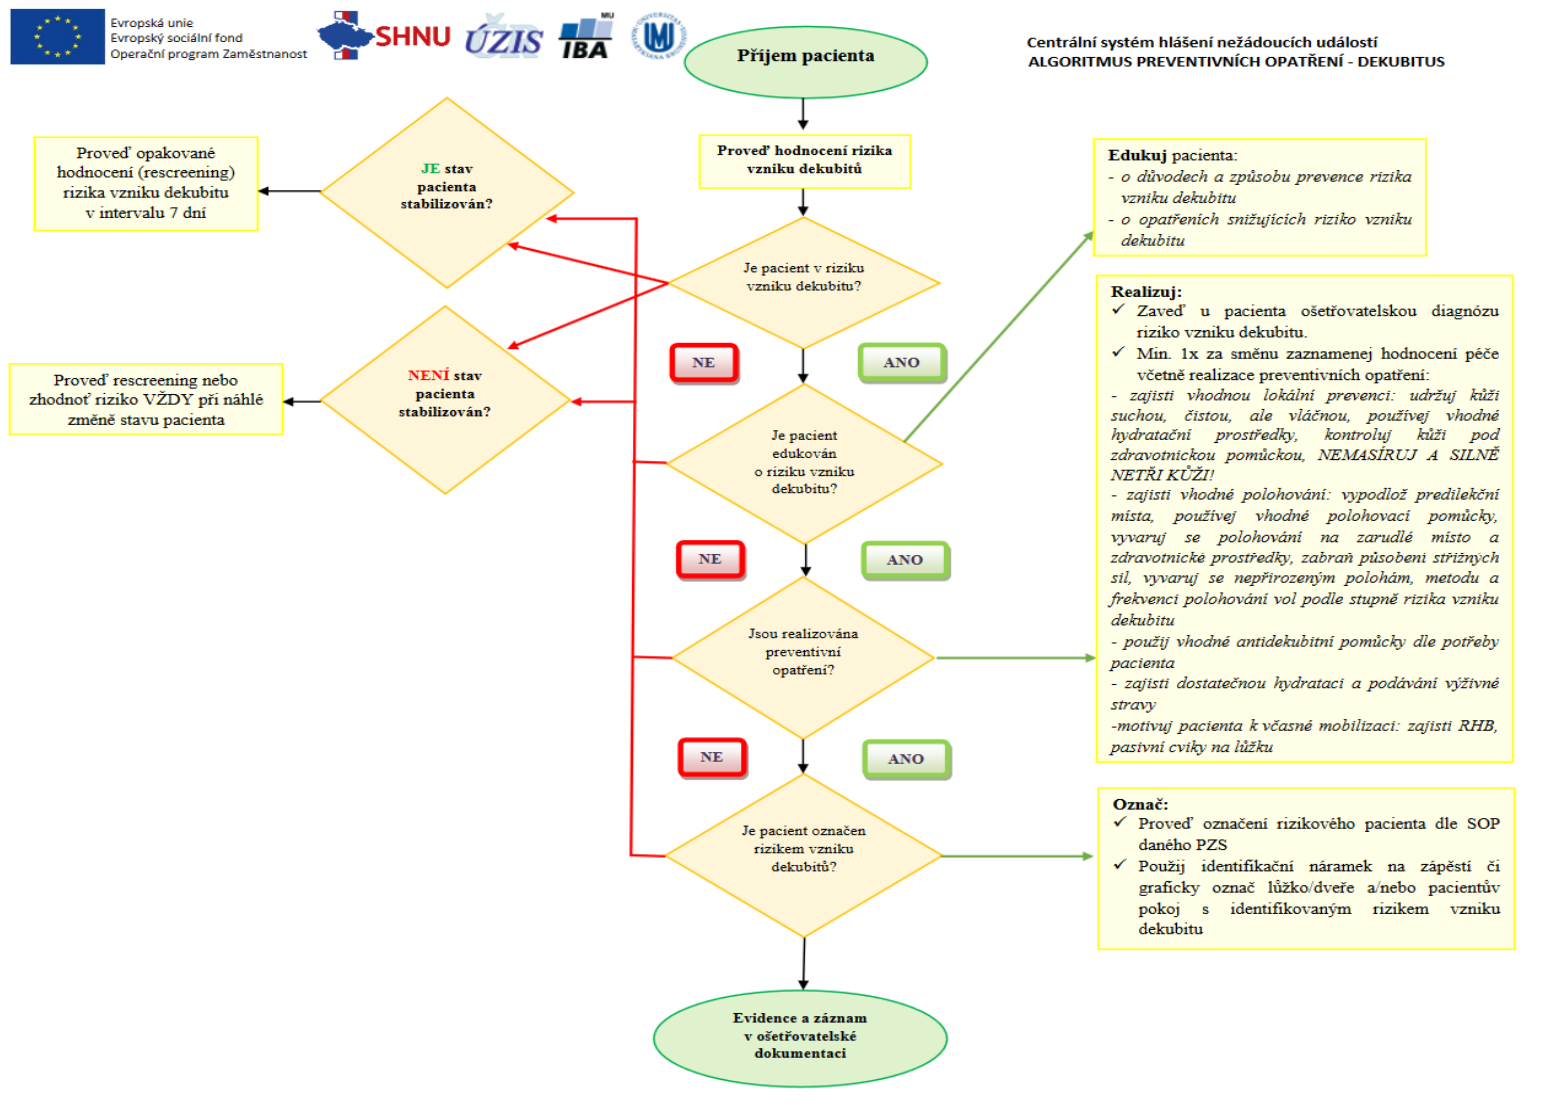 Evropská unie
Evropský sociální fond
Operační program Zaměstnanost
SHNU
ÚZIS
MU
IBA
Centrální systém hlášení nežádoucích událostí
ALGORITMUS PREVENTIVNÍCH OPATŘENÍ - DEKUBITUS
Příjem pacienta
Proveď hodnocení rizika
vzniku dekubitů
Proveď opakované
hodnocení (rescreening)
rizika vzniku dekubitu
v intervalu 7 dní
JE stav
pacienta
stabilizován?
Je pacient v riziku
vzniku dekubitu?
Edukuj pacienta:
- o důvodech a způsobu prevence rizika
vzniku dekubitu
- o opatřeních snižujících riziko vzniku
dekubitu
NE
ANO
Proveď rescreening nebo
zhodnoť riziko VŽDY při náhlé
změně stavu pacienta
NENÍ stav
pacienta
stabilizován?
Je pacient
edukován
o riziku vzniku
dekubitu?
Realizuj:
✓ Zaveď u pacienta ošetřovatelskou diagnózu
riziko vzniku dekubitu.
✓ Min. 1x za směnu zaznamenej hodnocení péče
včetně realizace preventivních opatření:
- zajisti vhodnou lokální prevenci: udržuj kůži
suchou, čistou, ale vláčnou, používej vhodné
hydratační prostředky, kontroluj kůži pod
zdravotnickou pomůckou, NEMASÍRUJ A SILNĚ
NETŘI KŮŽI!
- zajisti vhodné polohování: vypodlož predilekční
místa, používej vhodné polohovací pomůcky,
vyvaruj se polohování na zarudlé místo a
zdravotnické prostředky, zabraň působení střižných
sil, vyvaruj se nepřirozeným polohám, metodu a
frekvenci polohování vol podle stupně rizika vzniku
dekubitu
- použij vhodné antidekubitní pomůcky dle potřeby
pacienta
- zajisti dostatečnou hydrataci a podávání výživné
stravy
-motivuj pacienta k včasné mobilizaci: zajisti RHB,
pasivní cviky na lůžku
NE
ANO
Jsou realizována
preventivní
opatření?
NE
ANO
Je pacient označen
rizikem vzniku
dekubitů?
Označ:
✓ Proveď označení rizikového pacienta dle SOP
daného PZS
✓ Použij identifikační náramek na zápěstí či
graficky označ lůžko/dveře a/nebo pacientův
pokoj s identifikovaným rizikem vzniku
dekubitu
Evidence a záznam
v ošetřovatelské
dokumentaci